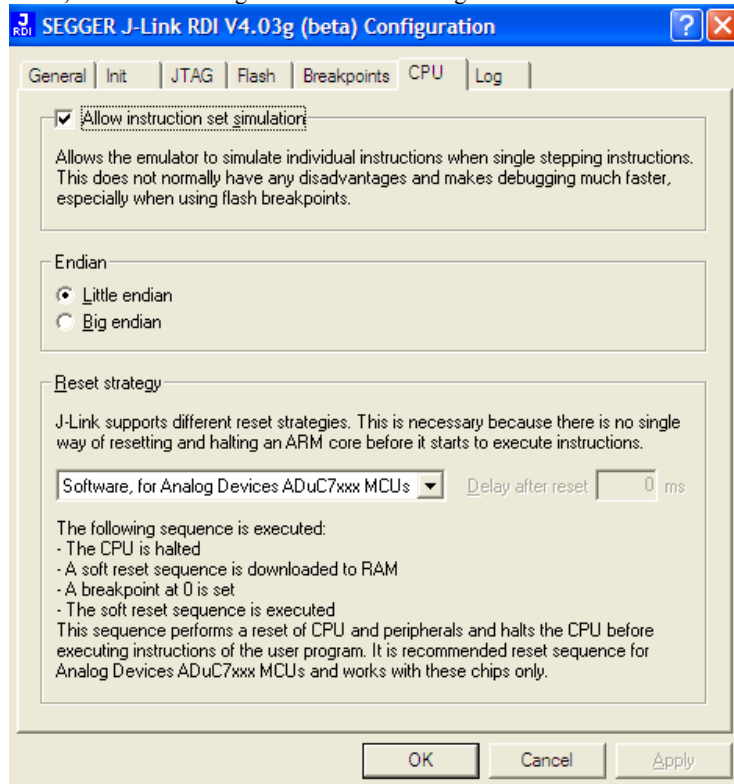 SEGGER J-Link RDI V4.03g (beta) Configuration
General Init JTAG Flash Breakpoints CPU Log
Allow instruction set simulation
Allows the emulator to simulate individual instructions when single stepping instructions.
This does not normally have any disadvantages and makes debugging much faster,
especially when using flash breakpoints.
Endian
Little endian
Big endian
Reset strategy
J-Link supports different reset strategies. This is necessary because there is no single
way of resetting and halting an ARM core before it starts to execute instructions.
Software, for Analog Devices ADuC7xxx MCUs Delay after reset 0 ms
The following sequence is executed:
- The CPU is halted
- A soft reset sequence is downloaded to RAM
- A breakpoint at 0 is set
- The soft reset sequence is executed
This sequence performs a reset of CPU and peripherals and halts the CPU before
executing instructions of the user program. It is recommended reset sequence for
Analog Devices ADuC7xxx MCUs and works with these chips only.
OK Cancel Apply